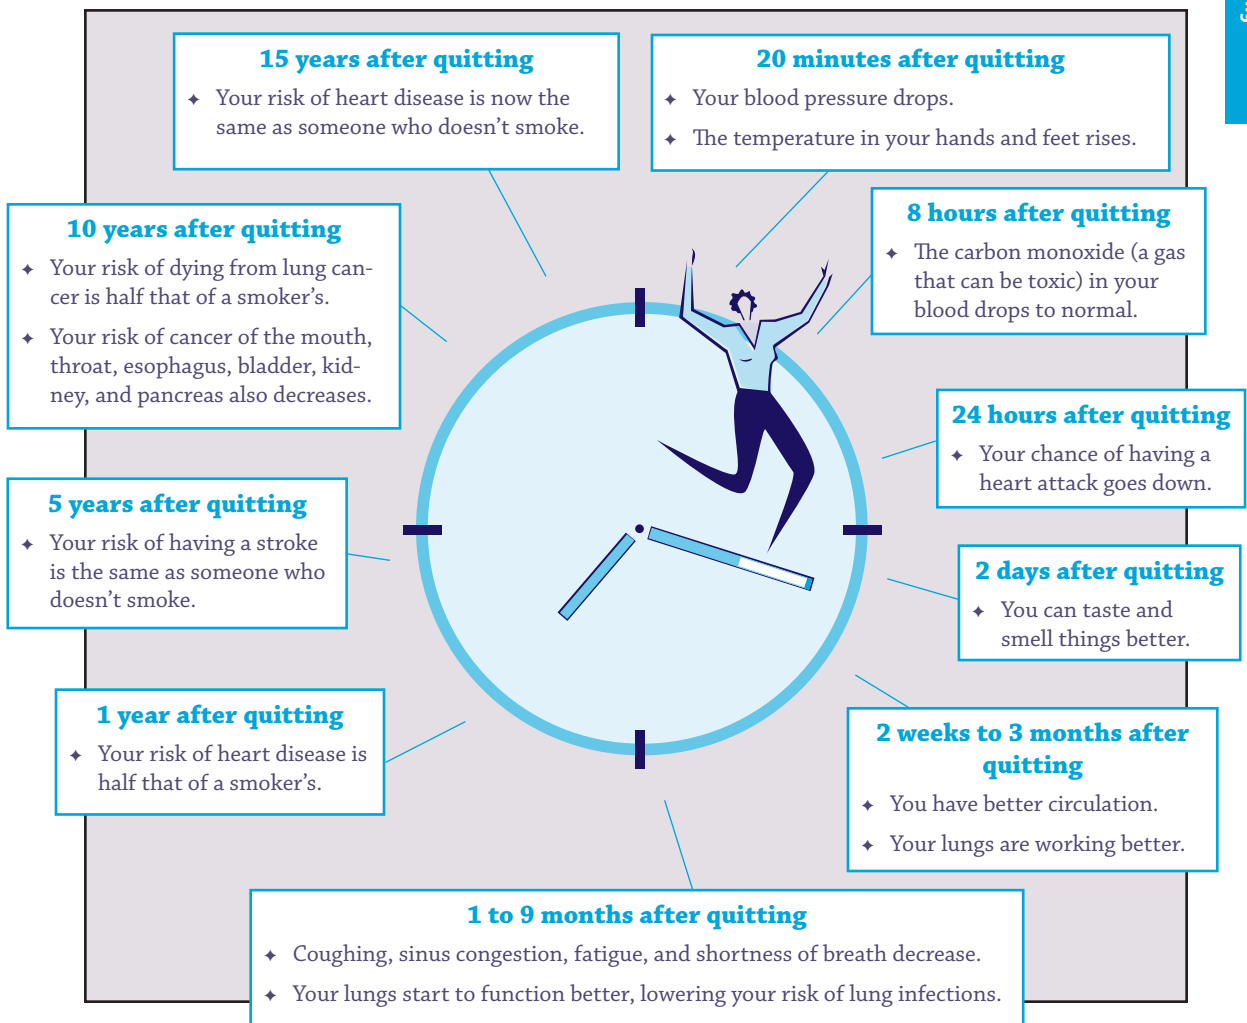 20 minutes after quitting
✦ Your blood pressure drops.
✦ The temperature in your hands and feet rises.
8 hours after quitting
✦ The carbon monoxide (a gas
that can be toxic) in your
blood drops to normal.
24 hours after quitting
✦ Your chance of having a
heart attack goes down.
2 days after quitting
✦ You can taste and
smell things better.
2 weeks to 3 months after
quitting
✦ You have better circulation.
✦ Your lungs are working better.
1 to 9 months after quitting
✦ Coughing, sinus congestion, fatigue, and shortness of breath decrease.
✦ Your lungs start to function better, lowering your risk of lung infections.
1 year after quitting
✦ Your risk of heart disease is
half that of a smoker’s.
5 years after quitting
✦ Your risk of having a stroke
is the same as someone who
doesn’t smoke.
10 years after quitting
✦ Your risk of dying from lung can-
cer is half that of a smoker’s.
✦ Your risk of cancer of the mouth,
throat, esophagus, bladder, kid-
ney, and pancreas also decreases.
15 years after quitting
✦ Your risk of heart disease is now the
same as someone who doesn’t smoke.